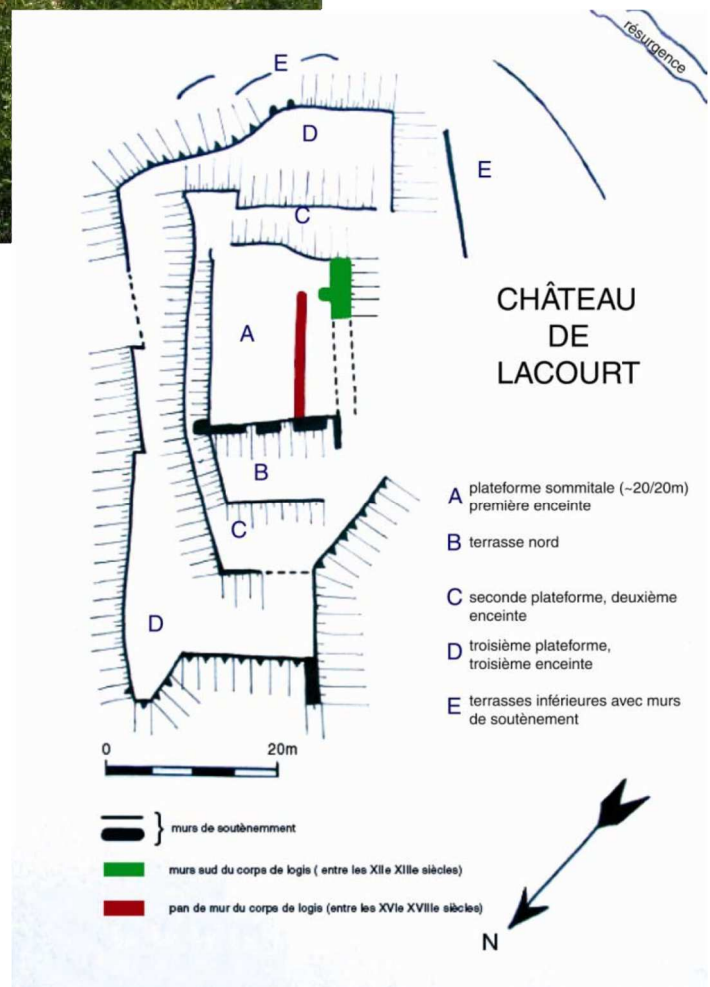 résurgence
E
D
E
C
A
B
C
D
CHÂTEAU
DE
LACOURT
A plateforme sommitale (~20/20m)
première enceinte
B terrasse nord
C seconde plateforme, deuxième
enceinte
D troisième plateforme,
troisième enceinte
E terrasses inférieures avec murs
de soutènement
0 20m
} murs de soutènemment
murs sud du corps de logis ( entre les XIIe XIIIe siècles)
pan de mur du corps de logis (entre les XVIe XVIIIe siècles)
N